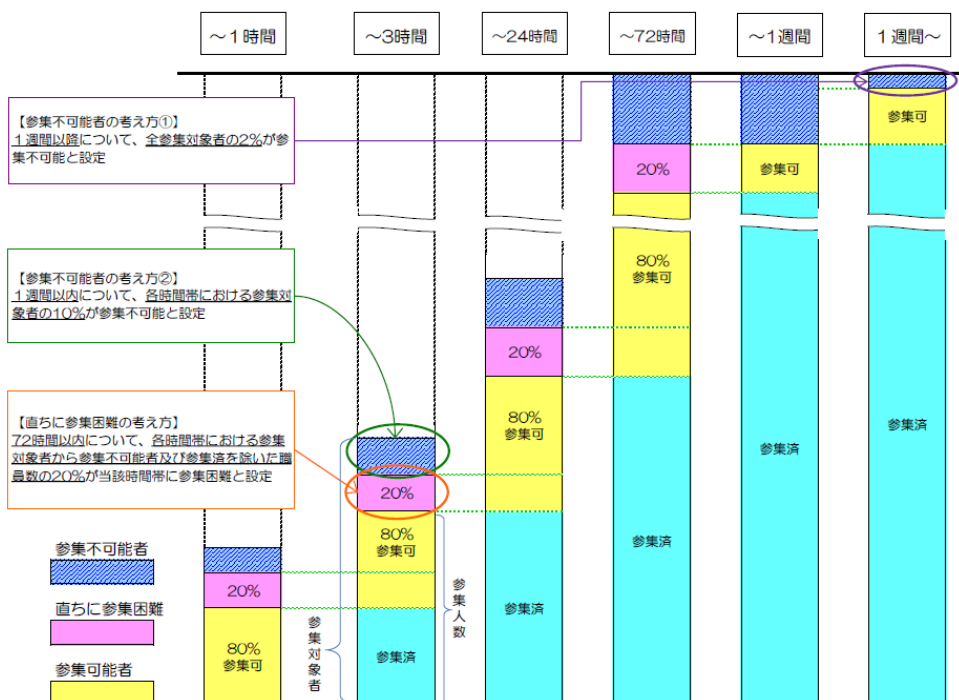 ～１時間
～3時間
～24時間
～72時間
～１週間
１週間～
【参集不可能者の考え方①】
１週間以降について、全参集対象者の2%が参
集不可能と設定
【参集不可能者の考え方②】
１週間以内について、各時間帯における参集対
象者の10%が参集不可能と設定
【直ちに参集困難の考え方】
72時間以内について、各時間帯における参集
対象者から参集不可能者及び参集済を除いた職
員数の20%が当該時間帯に参集困難と設定
参集不可能者
直ちに参集困難
参集可能者
20%
80%
参集可
参集対象者
20%
80%
参集可
参集済
参集人数
20%
80%
参集可
参集済
20%
80%
参集可
参集済
参集可
参集済
参集可
参集済